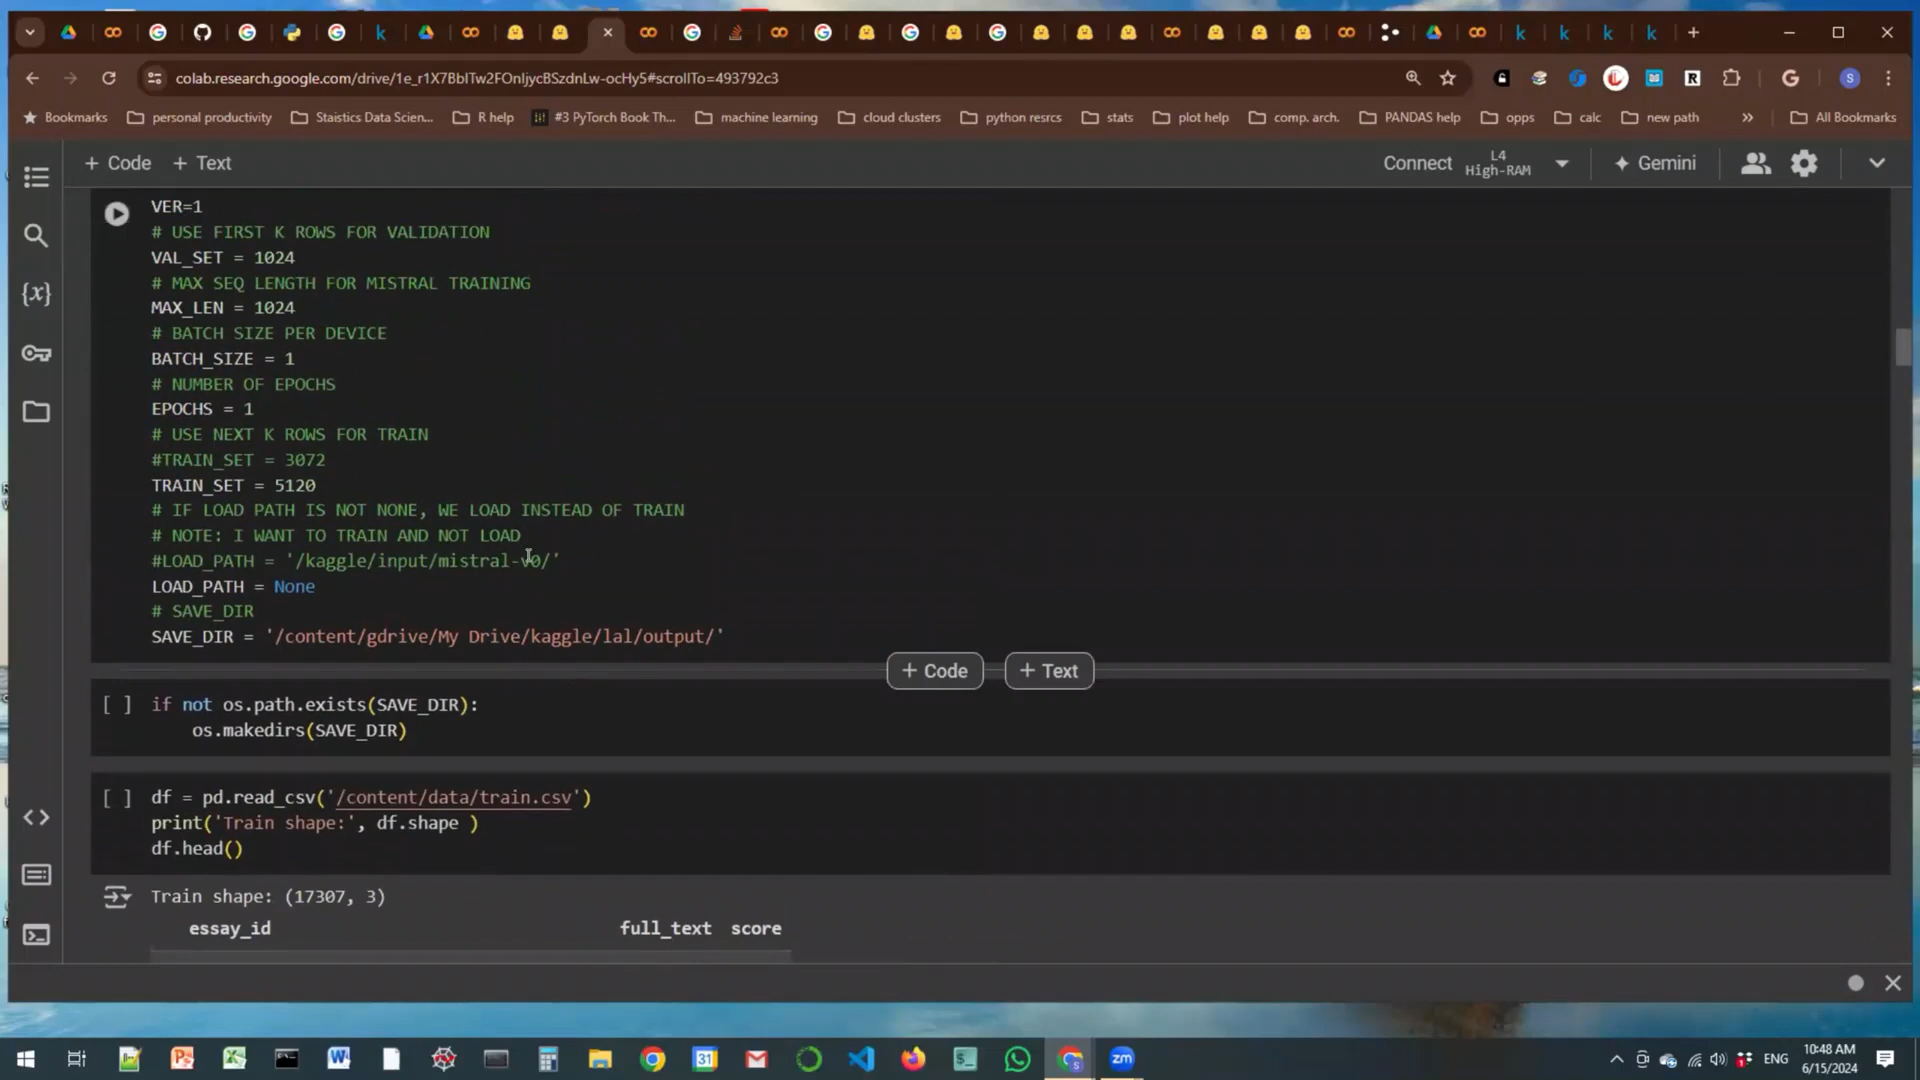 colab.research.google.com/drive/1e_r1X7BbITw2FOnIjycBSzdnLw-ocHy5#scrollTo=493792c3
Bookmarks personal productivity Staistics Data Scien... R help #3 PyTorch Book Th... machine learning cloud clusters python resrcs stats plot help comp. arch. PANDAS help opps calc new path » All Bookmarks
+ Code + Text Connect L4 High-RAM Gemini
VER=1
# USE FIRST K ROWS FOR VALIDATION
VAL_SET = 1024
# MAX SEQ LENGTH FOR MISTRAL TRAINING
MAX_LEN = 1024
# BATCH SIZE PER DEVICE
BATCH_SIZE = 1
# NUMBER OF EPOCHS
EPOCHS = 1
# USE NEXT K ROWS FOR TRAIN
#TRAIN_SET = 3072
TRAIN_SET = 5120
# IF LOAD PATH IS NOT NONE, WE LOAD INSTEAD OF TRAIN
# NOTE: I WANT TO TRAIN AND NOT LOAD
#LOAD_PATH = '/kaggle/input/mistral-v0/'
LOAD_PATH = None
# SAVE_DIR
SAVE_DIR = '/content/gdrive/My Drive/kaggle/lal/output/'
+ Code + Text
[ ] if not os.path.exists(SAVE_DIR):
os.makedirs(SAVE_DIR)
[ ] df = pd.read_csv('/content/data/train.csv')
print('Train shape:', df.shape )
df.head()
Train shape: (17307, 3)
essay_id full_text score
ENG 10:48 AM
6/15/2024